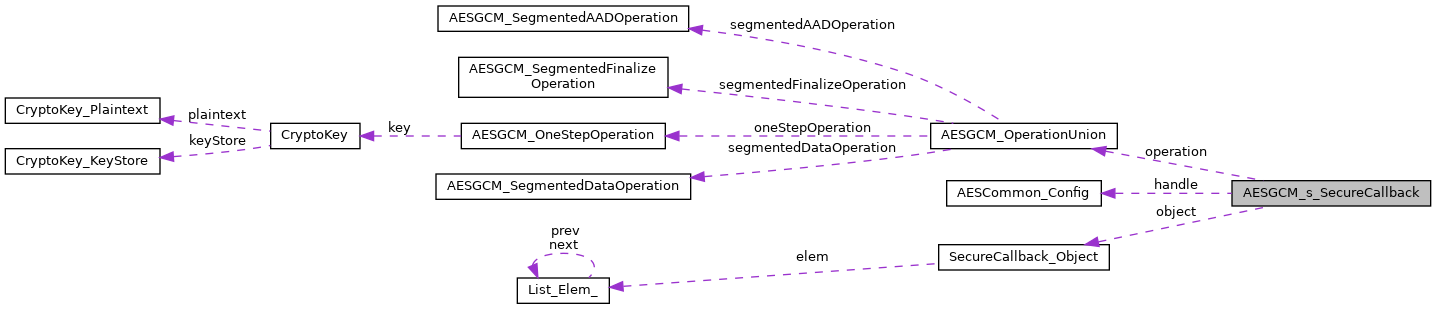 AESGCM_SegmentedAADOperation
segmentedAADOperation
AESGCM_SegmentedFinalize
Operation
segmentedFinalizeOperation
CryptoKey_Plaintext
plaintext
CryptoKey
key
AESGCM_OneStepOperation
oneStepOperation
AESGCM_OperationUnion
keyStore
CryptoKey_KeyStore
segmentedDataOperation
operation
AESGCM_SegmentedDataOperation
AESCommon_Config
handle
AESGCM_s_SecureCallback
object
prev
next
elem
SecureCallback_Object
List_Elem_